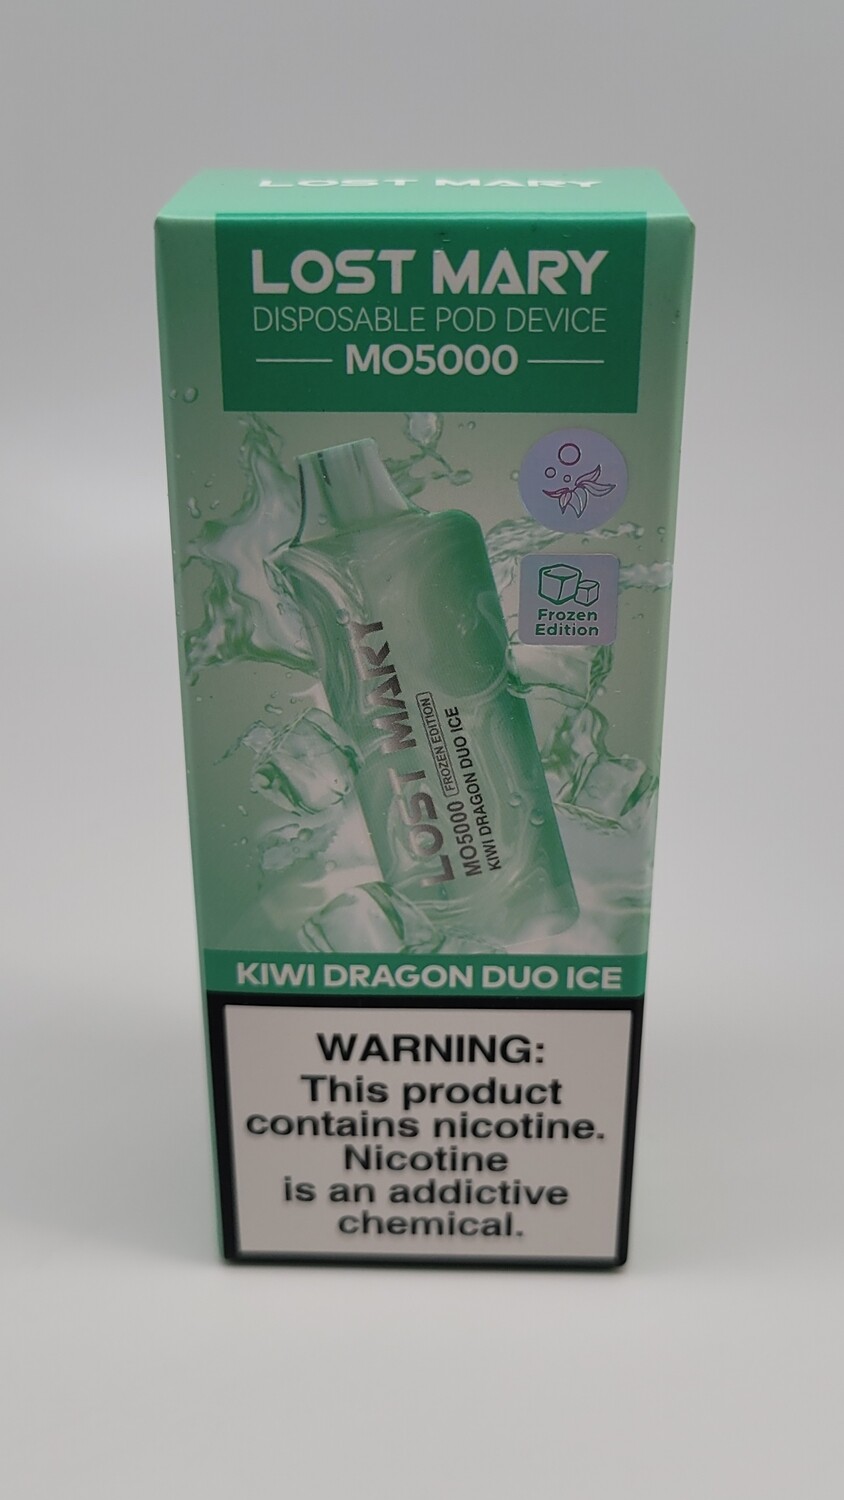 LOST MARY
LOST MARY
DISPOSABLE POD DEVICE
MO5000
Frozen
Edition
LOST MARY
MO5000 FROZEN EDITION
KIWI DRAGON DUO ICE
KIWI DRAGON DUO ICE
WARNING:
This product
contains nicotine.
Nicotine
is an addictive
chemical.